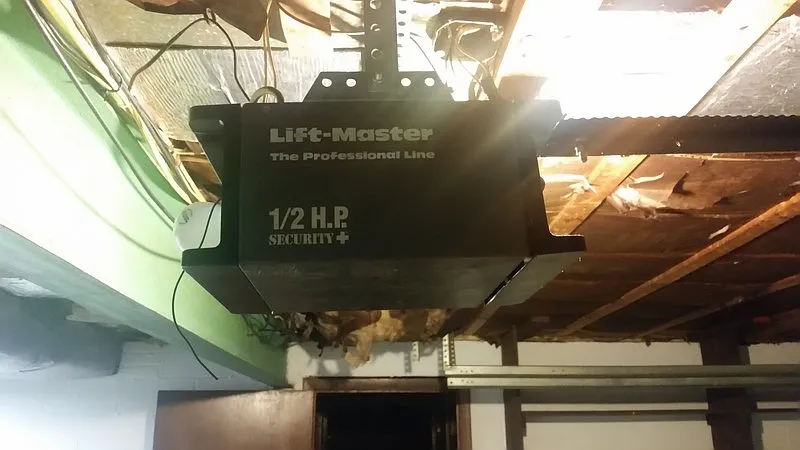 Lift-Master
The Professional Line
1/2 H.P.
SECURITY+